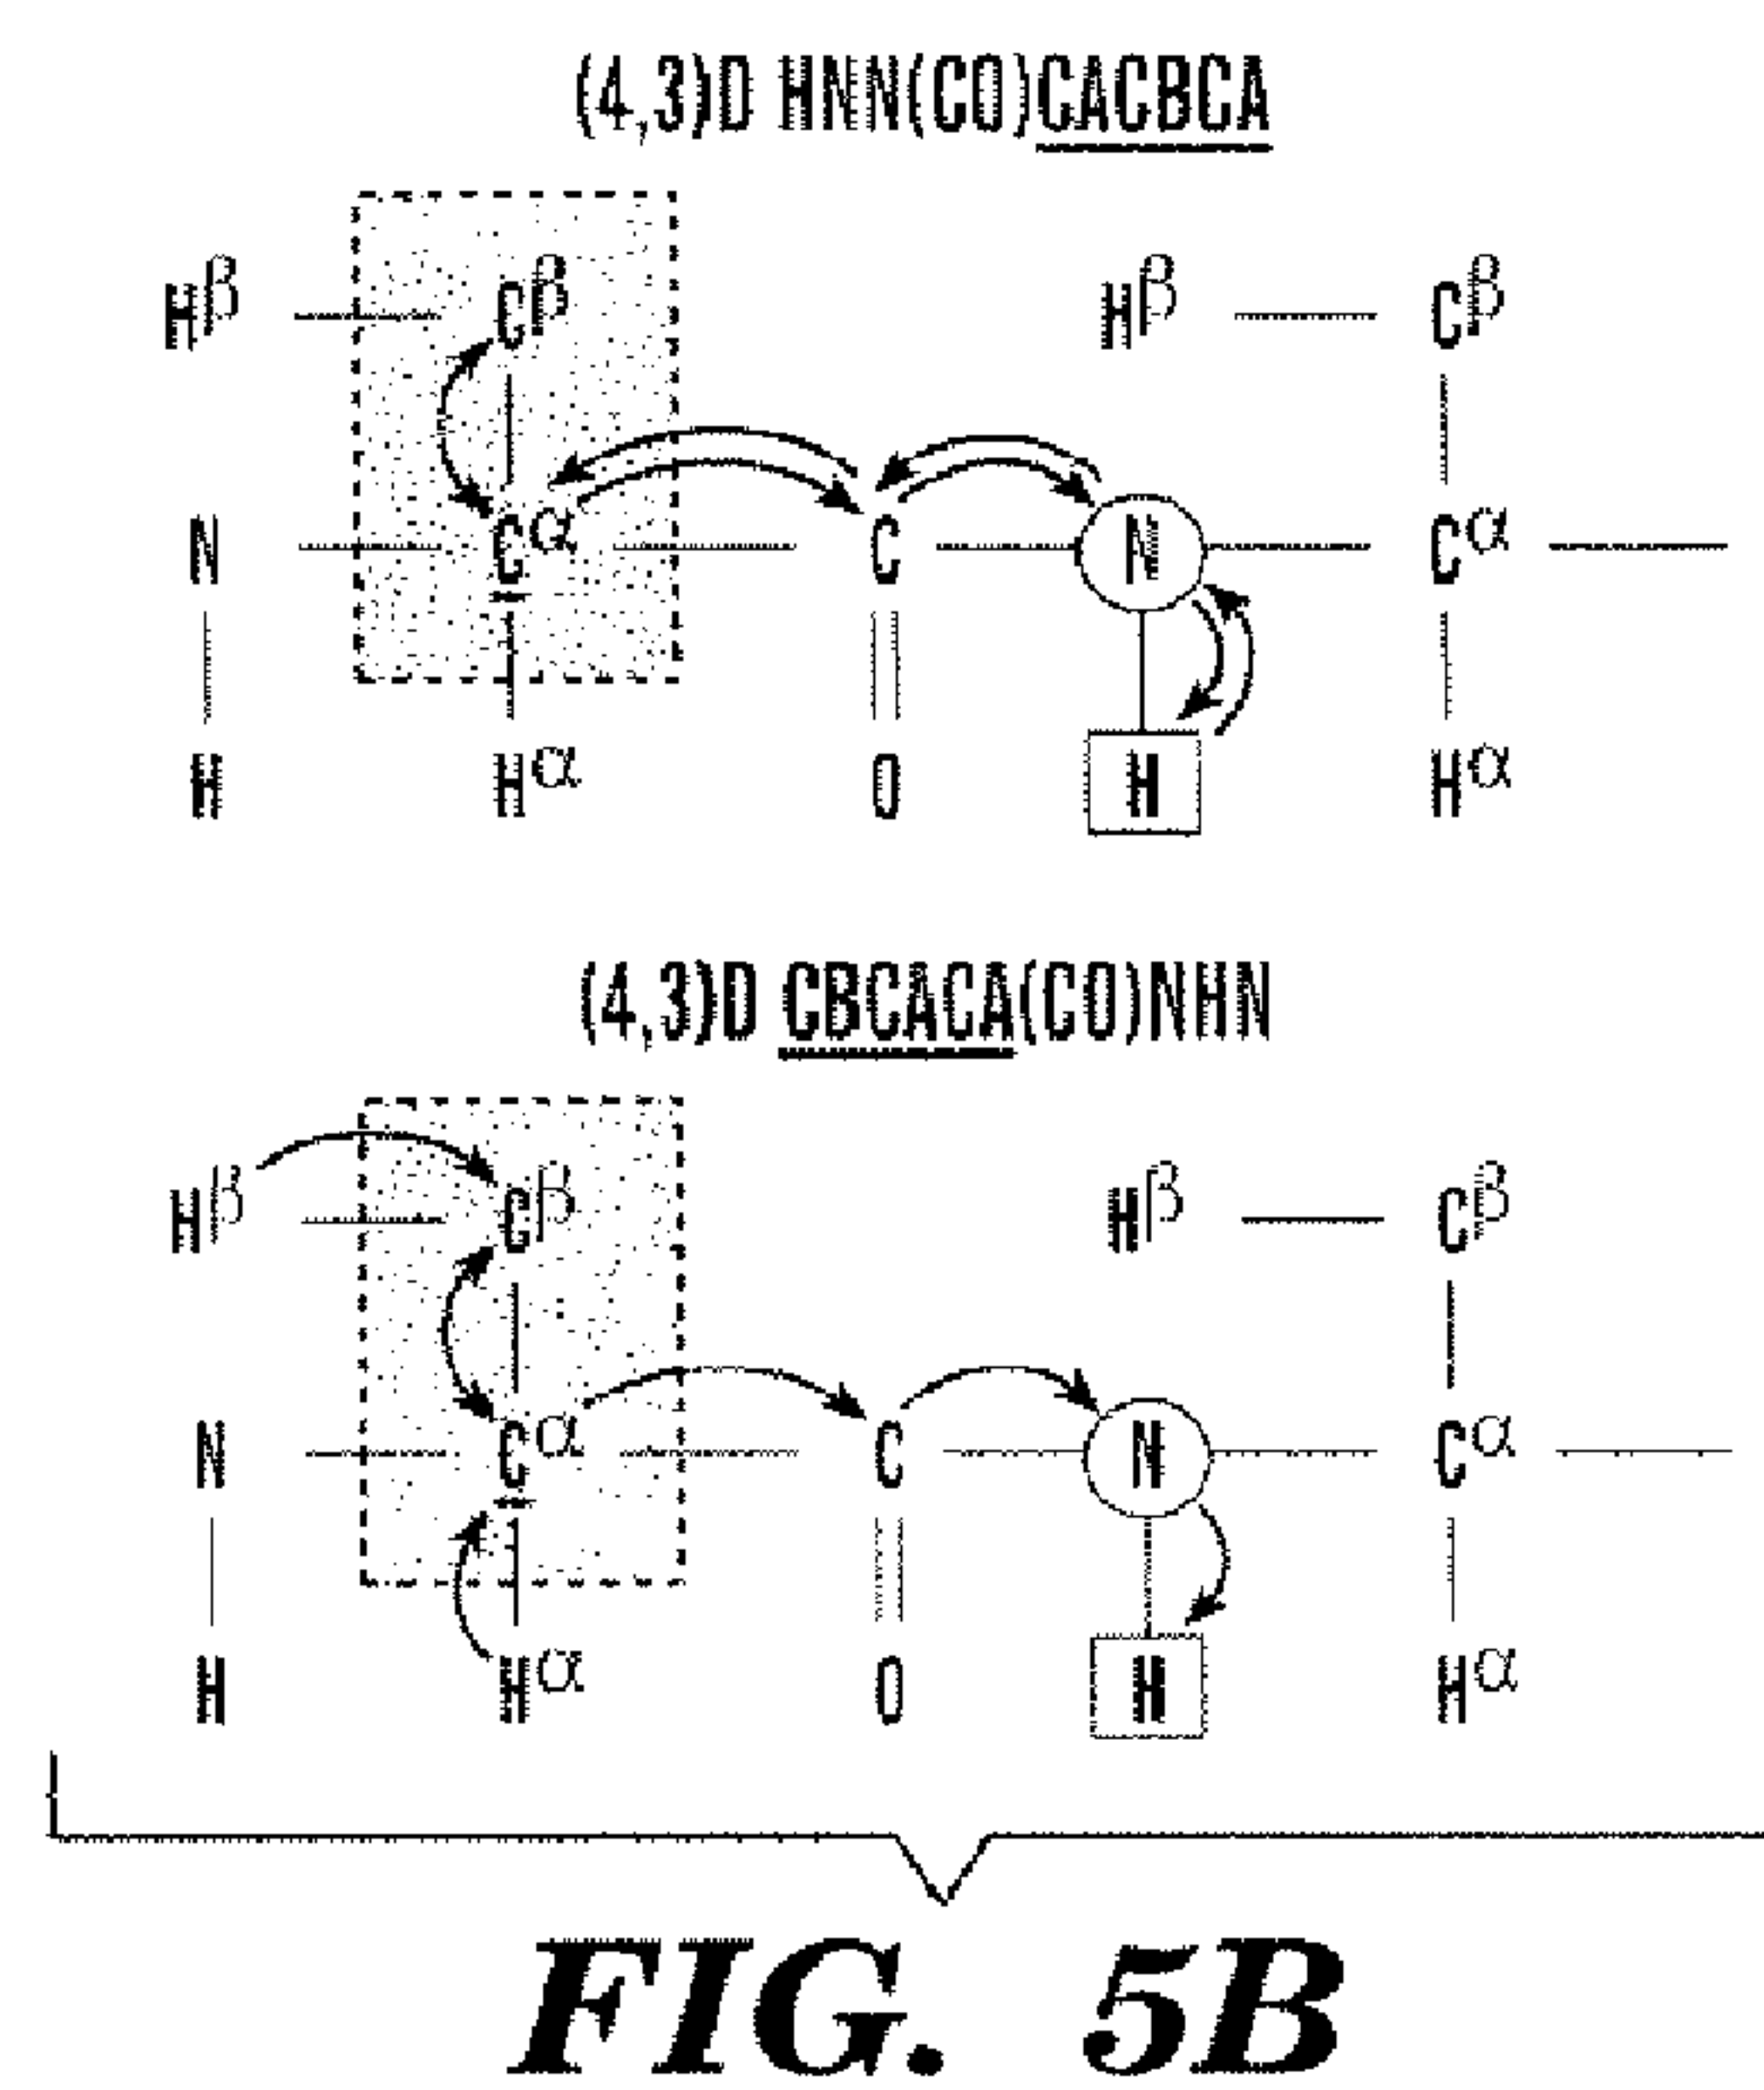 (4,3)D HNN(CO)CACBCA
Hβ Cβ Hβ Cβ
N Cα C N Cα
H Hα O H Hα
(4,3)D CBCACA(CO)NHN
Hβ Cβ Hβ Cβ
N Cα C N Cα
H Hα O H Hα
FIG. 5B